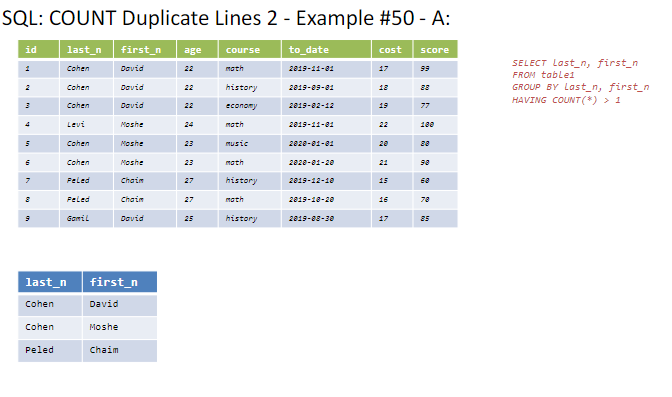 SQL: COUNT Duplicate Lines 2 - Example #50 - A:
id last_n first_n age course to_date cost score
1 Cohen David 22 math 2019-11-01 17 99
2 Cohen David 22 history 2019-09-01 18 88
3 Cohen David 22 economy 2019-02-12 19 77
4 Levi Moshe 24 math 2019-11-01 22 100
5 Cohen Moshe 23 music 2020-01-01 20 80
6 Cohen Moshe 23 math 2020-01-20 21 90
7 Peled Chaim 27 history 2019-12-10 15 60
8 Peled Chaim 27 math 2019-10-20 16 70
9 Gamil David 25 history 2019-08-30 17 85
SELECT last_n, first_n
FROM table1
GROUP BY last_n, first_n
HAVING COUNT(*) > 1
last_n first_n
Cohen David
Cohen Moshe
Peled Chaim